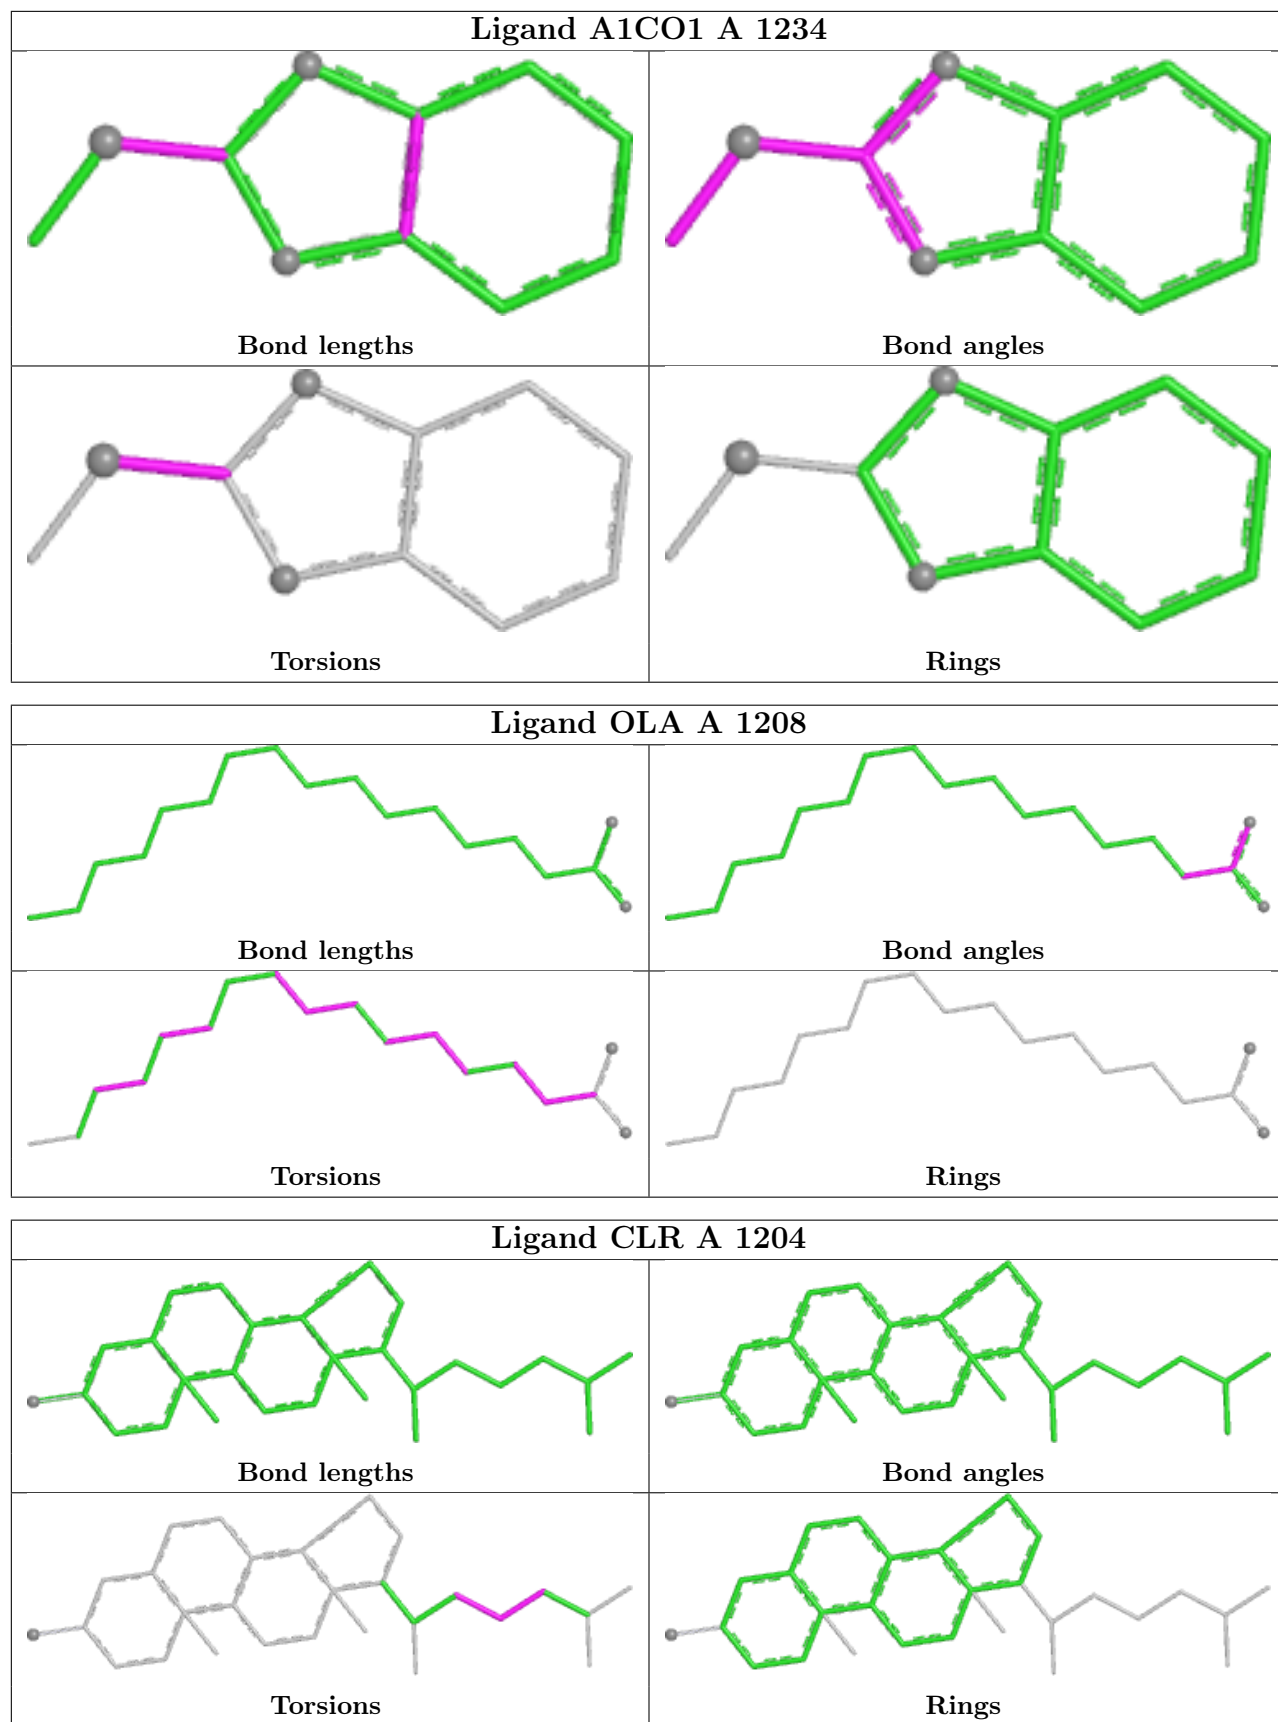 Ligand A1CO1 A 1234
Bond lengths
Bond angles
Torsions
Rings
Ligand OLA A 1208
Bond lengths
Bond angles
Torsions
Rings
Ligand CLR A 1204
Bond lengths
Bond angles
Torsions
Rings